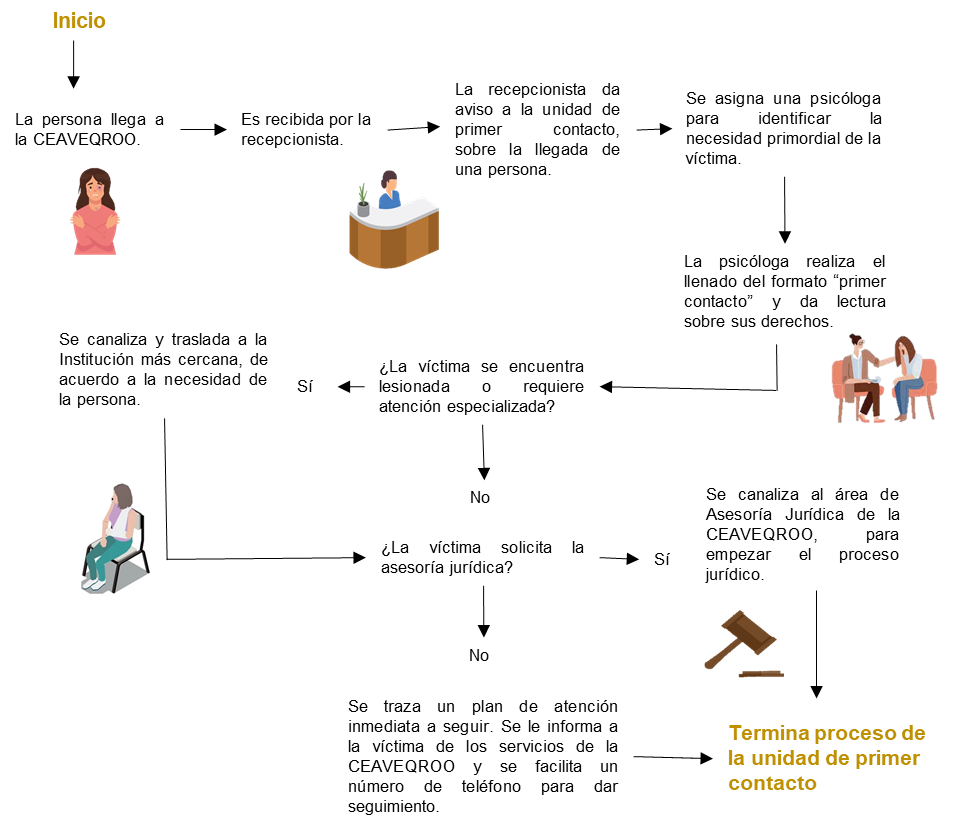 Inicio
La persona llega a
la CEAVEQROO.
Es recibida por la
recepcionista.
La recepcionista da
aviso a la unidad de
primer contacto,
sobre la llegada de
una persona.
Se asigna una psicóloga
para identificar la
necesidad primordial de la
víctima.
La psicóloga realiza el
llenado del formato “primer
contacto” y da lectura
sobre sus derechos.
¿La víctima se encuentra
lesionada o requiere
atención especializada?
Sí
Se canaliza y traslada a la
Institución más cercana, de
acuerdo a la necesidad de
la persona.
No
¿La víctima solicita la
asesoría jurídica?
Sí
Se canaliza al área de
Asesoría Jurídica de la
CEAVEQROO, para
empezar el proceso
jurídico.
No
Se traza un plan de atención
inmediata a seguir. Se le informa a
la víctima de los servicios de la
CEAVEQROO y se facilita un
número de teléfono para dar
seguimiento.
Termina proceso de
la unidad de primer
contacto